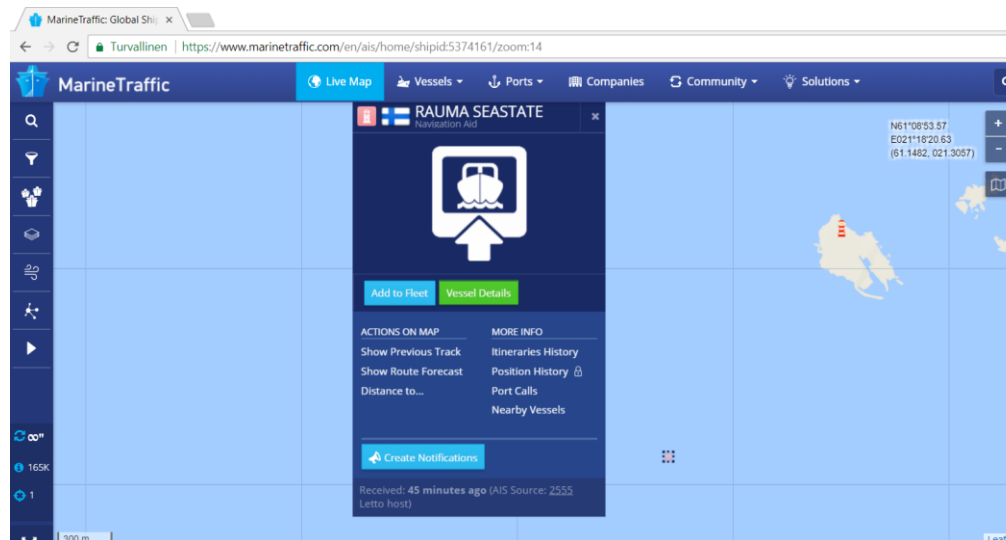 MarineTraffic: Global Ship
Turvallinen | https://www.marinetraffic.com/en/ais/home/shipid:5374161/zoom:14
MarineTraffic
Live Map
Vessels
Ports
Companies
Community
Solutions
RAUMA SEASTATE
Navigation Aid
N61°08'53.57
E021°18'20.63
(61.1482, 021.3057)
Add to Fleet
Vessel Details
ACTIONS ON MAP
Show Previous Track
Show Route Forecast
Distance to...
MORE INFO
Itineraries History
Position History
Port Calls
Nearby Vessels
Create Notifications
Received: 45 minutes ago (AIS Source: 2555
Letto host)
∞"
165K
1
300 m